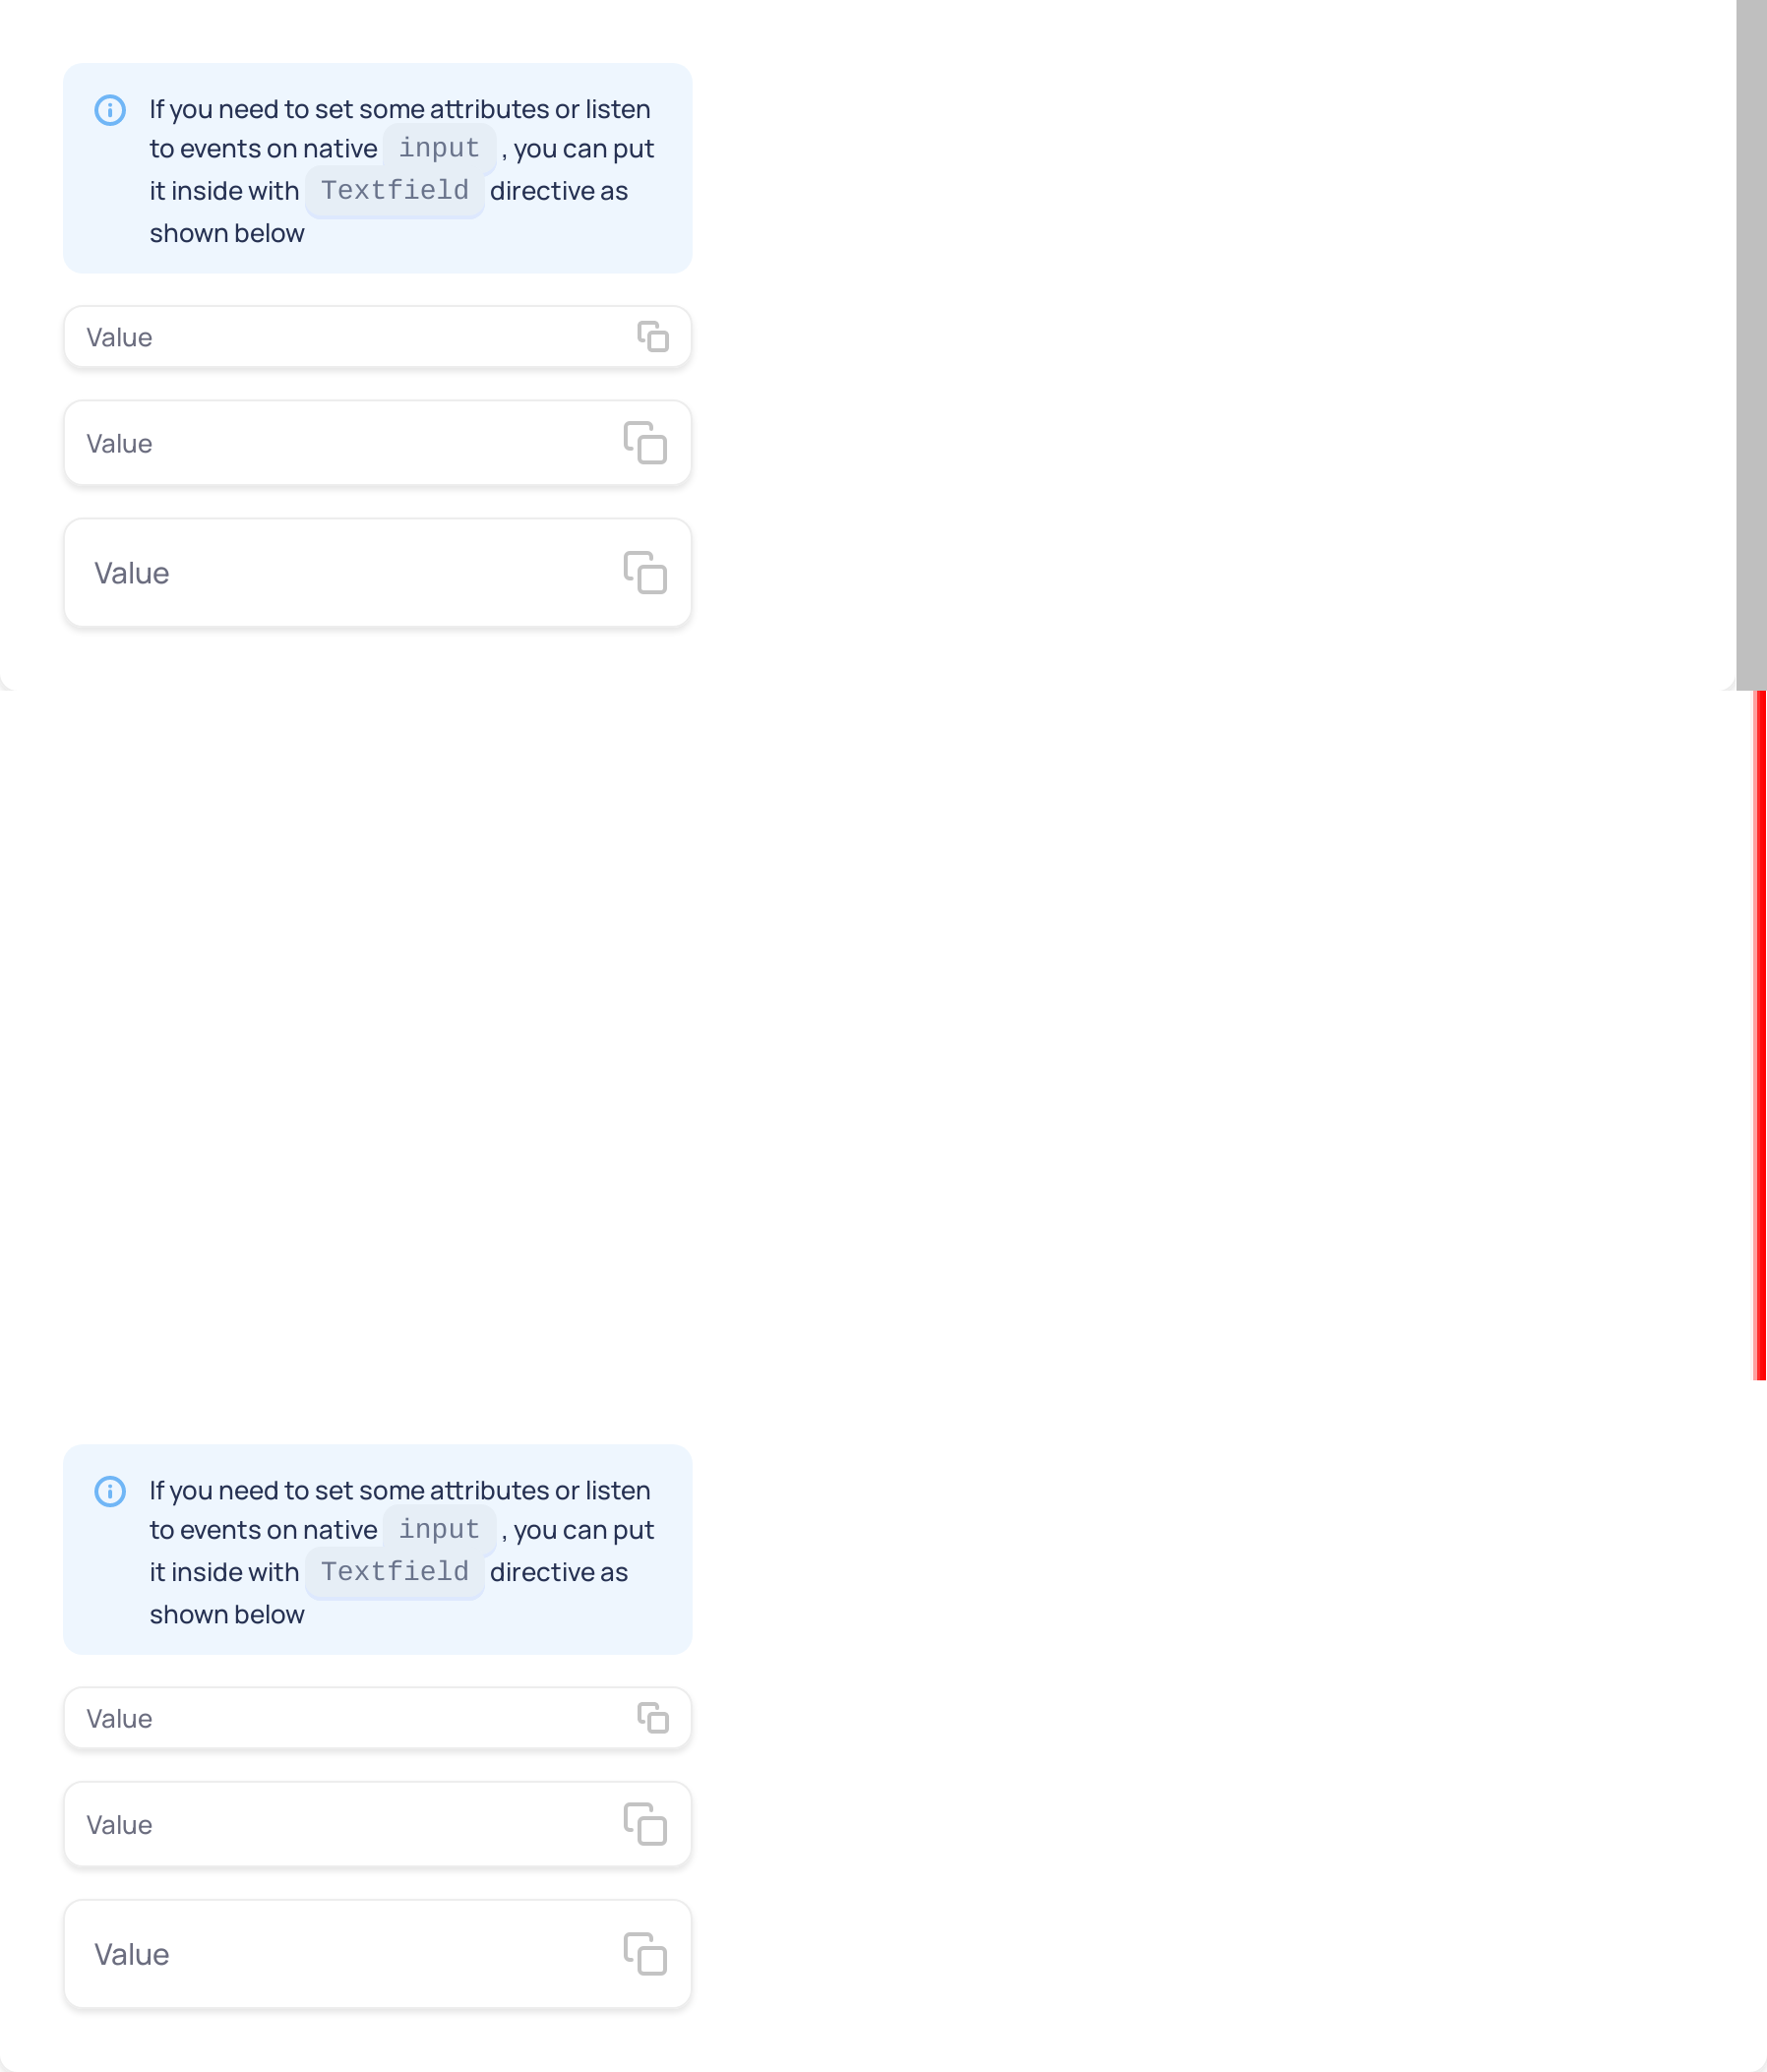 If you need to set some attributes or listen
to events on native input , you can put
it inside with Textfield directive as
shown below
Value
Value
Value
If you need to set some attributes or listen
to events on native input , you can put
it inside with Textfield directive as
shown below
Value
Value
Value